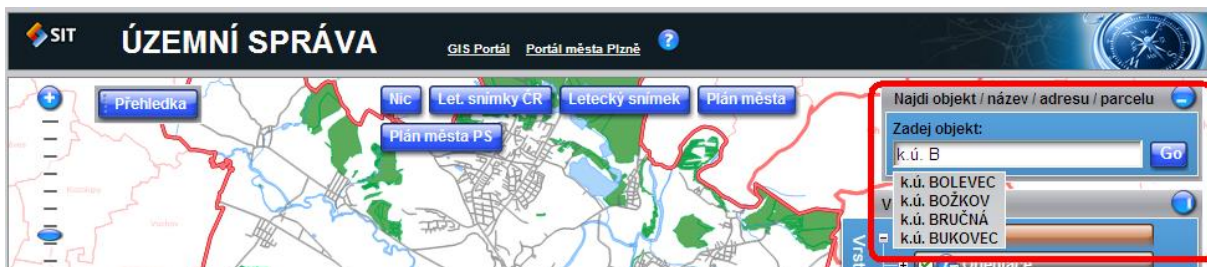 SIT
ÚZEMNÍ SPRÁVA
GIS Portál Portál města Plzně ?
Přehledka
Nic Let. snímky ČR Letecký snímek Plán města
Plán města PS
Najdi objekt / název / adresu / parcelu
Zadej objekt:
k.ú. B Go
k.ú. BOLEVEC
k.ú. BOŽKOV
k.ú. BRUČNÁ
k.ú. BUKOVEC
V
Vrst